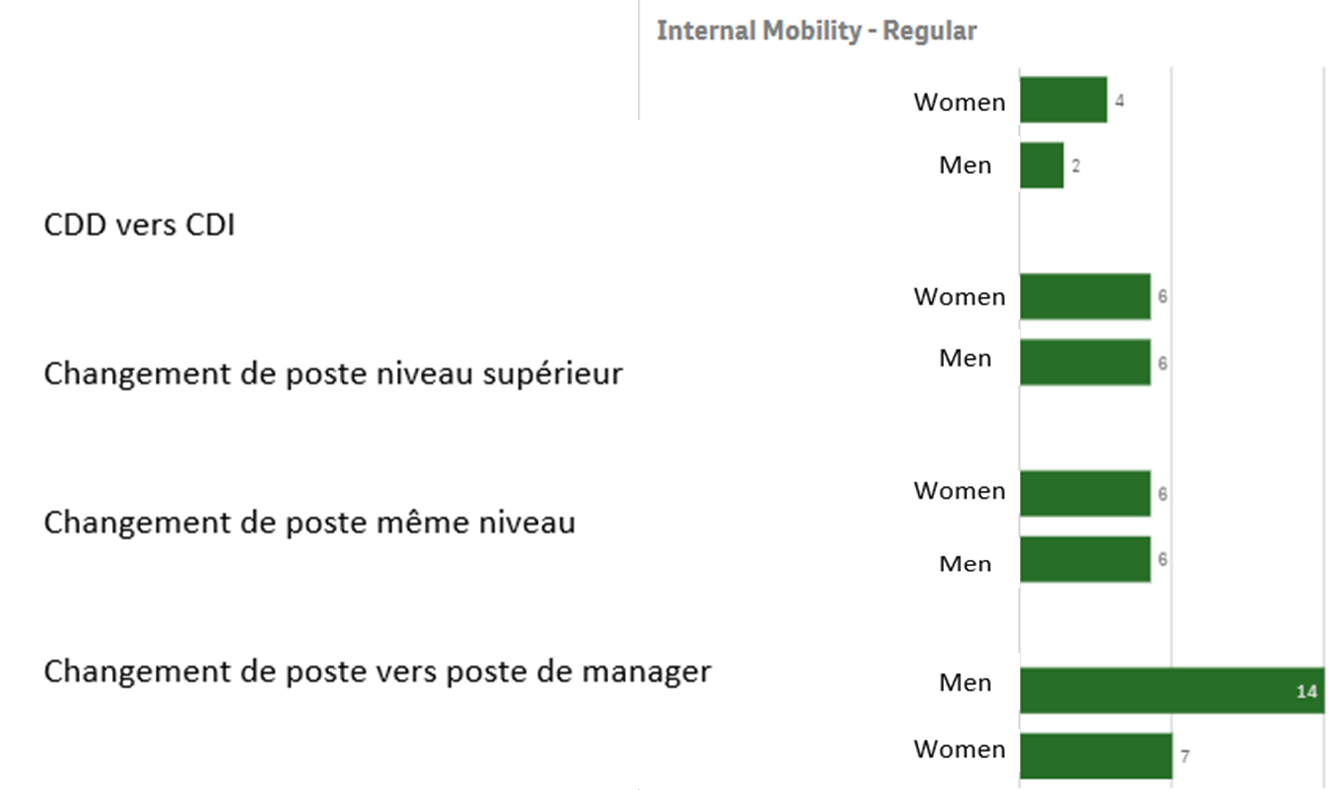 Internal Mobility - Regular
Women 4
Men 2
CDD vers CDI
Women 6
Men 6
Changement de poste niveau supérieur
Women 6
Changement de poste même niveau
Men 6
Changement de poste vers poste de manager
Men 14
Women 7